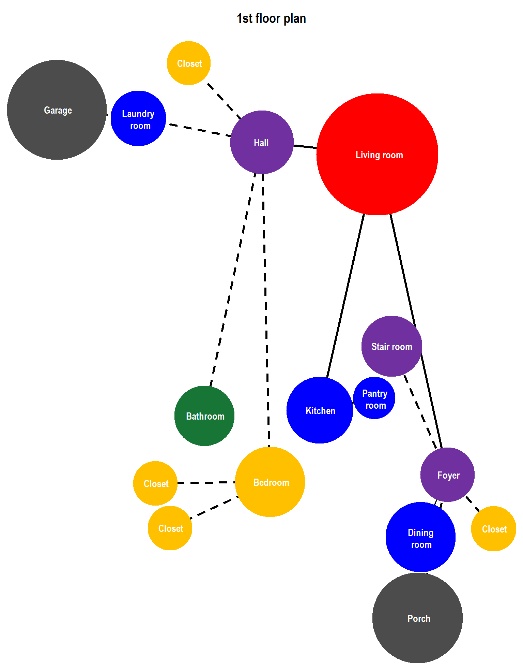 1st floor plan
Closet
Garage
Laundry
room
Hall
Living room
Stair room
Pantry
room
Kitchen
Bathroom
Foyer
Bedroom
Closet
Closet
Closet
Dining
room
Porch